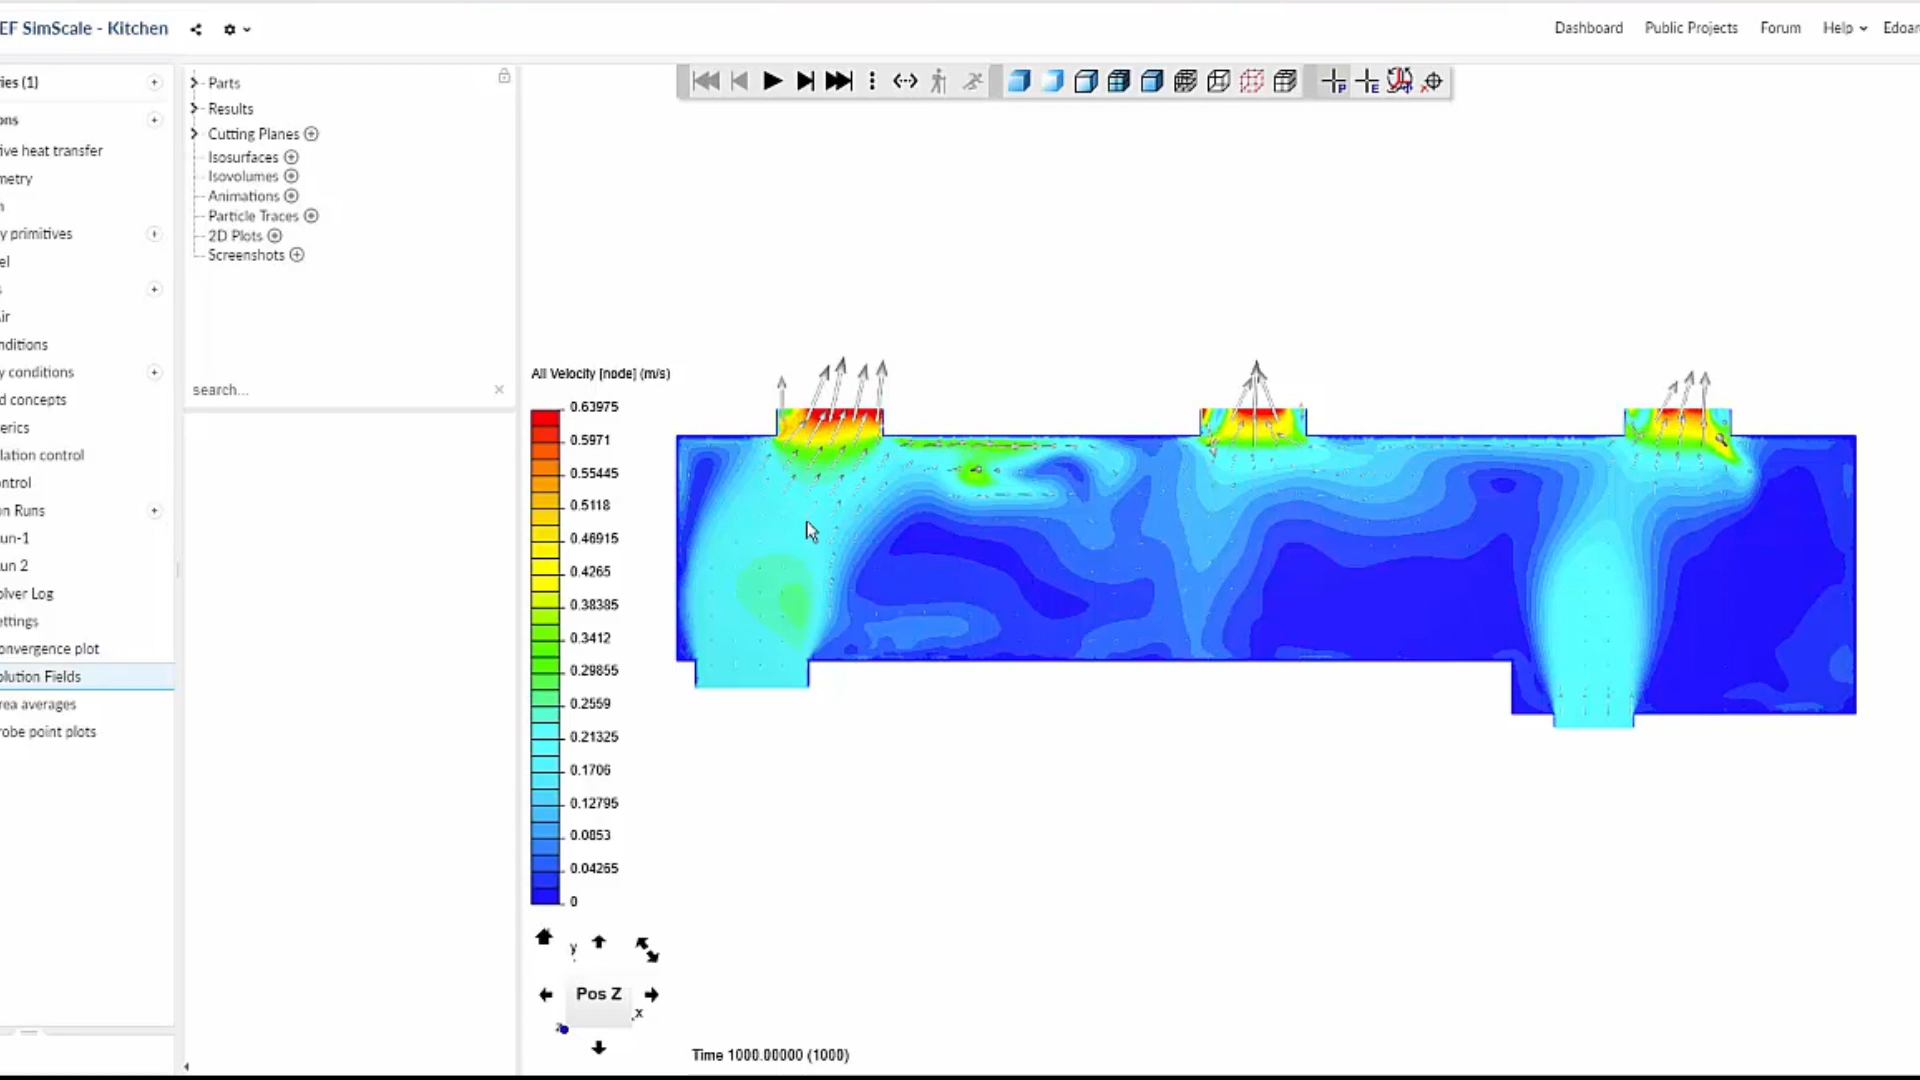 EF SimScale - Kitchen
Dashboard
Public Projects
Forum
Help
Edoar
ies (1)
ons
ive heat transfer
metry
n
y primitives
el
s
ir
nditions
y conditions
d concepts
erics
lation control
ontrol
on Runs
un-1
un 2
olver Log
ettings
onvergence plot
olution Fields
rea averages
robe point plots
Parts
Results
Cutting Planes
Isosurfaces
Isovolumes
Animations
Particle Traces
2D Plots
Screenshots
search...
P
E
All Velocity [node] (m/s)
0.63975
0.5971
0.55445
0.5118
0.46915
0.4265
0.38385
0.3412
0.29855
0.2559
0.21325
0.1706
0.12795
0.0853
0.04265
0
y
Pos Z
x
z
Time 1000.00000 (1000)